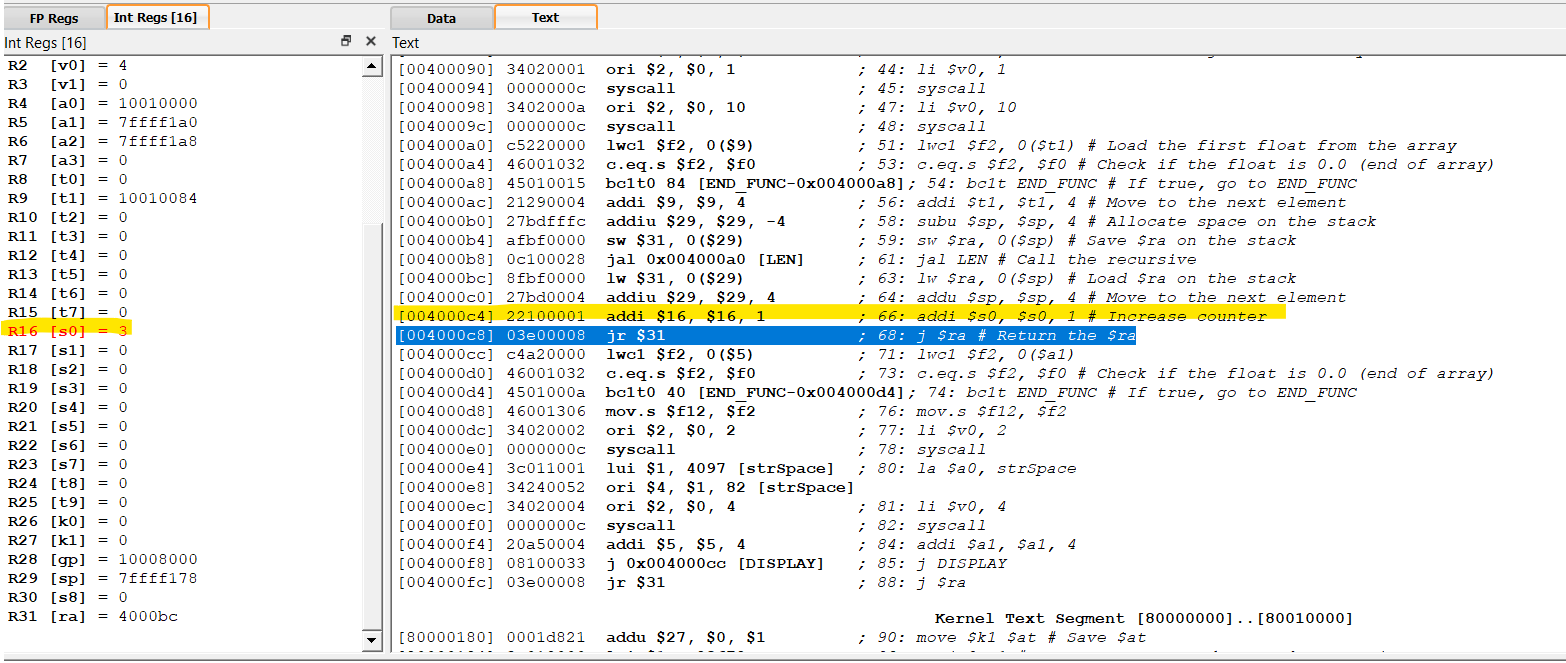 FP Regs Int Regs [16]
Int Regs [16]
R2 [v0] = 4
R3 [v1] = 0
R4 [a0] = 10010000
R5 [a1] = 7ffff1a0
R6 [a2] = 7ffff1a8
R7 [a3] = 0
R8 [t0] = 0
R9 [t1] = 10010084
R10 [t2] = 0
R11 [t3] = 0
R12 [t4] = 0
R13 [t5] = 0
R14 [t6] = 0
R15 [t7] = 0
R16 [s0] = 3
R17 [s1] = 0
R18 [s2] = 0
R19 [s3] = 0
R20 [s4] = 0
R21 [s5] = 0
R22 [s6] = 0
R23 [s7] = 0
R24 [t8] = 0
R25 [t9] = 0
R26 [k0] = 0
R27 [k1] = 0
R28 [gp] = 10008000
R29 [sp] = 7ffff178
R30 [s8] = 0
R31 [ra] = 4000bc
Data Text
Text
[00400090] 34020001 ori $2, $0, 1 ; 44: li $v0, 1
[00400094] 0000000c syscall ; 45: syscall
[00400098] 3402000a ori $2, $0, 10 ; 47: li $v0, 10
[0040009c] 0000000c syscall ; 48: syscall
[004000a0] c5220000 lwc1 $f2, 0($9) ; 51: lwc1 $f2, 0($t1) # Load the first float from the array
[004000a4] 46001032 c.eq.s $f2, $f0 ; 53: c.eq.s $f2, $f0 # Check if the float is 0.0 (end of array)
[004000a8] 45010015 bc1t0 84 [END_FUNC-0x004000a8]; 54: bc1t END_FUNC # If true, go to END_FUNC
[004000ac] 21290004 addi $9, $9, 4 ; 56: addi $t1, $t1, 4 # Move to the next element
[004000b0] 27bdfffc addiu $29, $29, -4 ; 58: subu $sp, $sp, 4 # Allocate space on the stack
[004000b4] afbf0000 sw $31, 0($29) ; 59: sw $ra, 0($sp) # Save $ra on the stack
[004000b8] 0c100028 jal 0x004000a0 [LEN] ; 61: jal LEN # Call the recursive
[004000bc] 8fbf0000 lw $31, 0($29) ; 63: lw $ra, 0($sp) # Load $ra on the stack
[004000c0] 27bd0004 addiu $29, $29, 4 ; 64: addu $sp, $sp, 4 # Move to the next element
[004000c4] 22100001 addi $16, $16, 1 ; 66: addi $s0, $s0, 1 # Increase counter
[004000c8] 03e00008 jr $31 ; 68: j $ra # Return the $ra
[004000cc] c4a20000 lwc1 $f2, 0($5) ; 71: lwc1 $f2, 0($a1)
[004000d0] 46001032 c.eq.s $f2, $f0 ; 73: c.eq.s $f2, $f0 # Check if the float is 0.0 (end of array)
[004000d4] 4501000a bc1t0 40 [END_FUNC-0x004000d4]; 74: bc1t END_FUNC # If true, go to END_FUNC
[004000d8] 46001306 mov.s $f12, $f2 ; 76: mov.s $f12, $f2
[004000dc] 34020002 ori $2, $0, 2 ; 77: li $v0, 2
[004000e0] 0000000c syscall ; 78: syscall
[004000e4] 3c011001 lui $1, 4097 [strSpace] ; 80: la $a0, strSpace
[004000e8] 34240052 ori $4, $1, 82 [strSpace]
[004000ec] 34020004 ori $2, $0, 4 ; 81: li $v0, 4
[004000f0] 0000000c syscall ; 82: syscall
[004000f4] 20a50004 addi $5, $5, 4 ; 84: addi $a1, $a1, 4
[004000f8] 08100033 j 0x004000cc [DISPLAY] ; 85: j DISPLAY
[004000fc] 03e00008 jr $31 ; 88: j $ra
Kernel Text Segment [80000000]..[80010000]
[80000180] 0001d821 addu $27, $0, $1 ; 90: move $k1 $at # Save $at